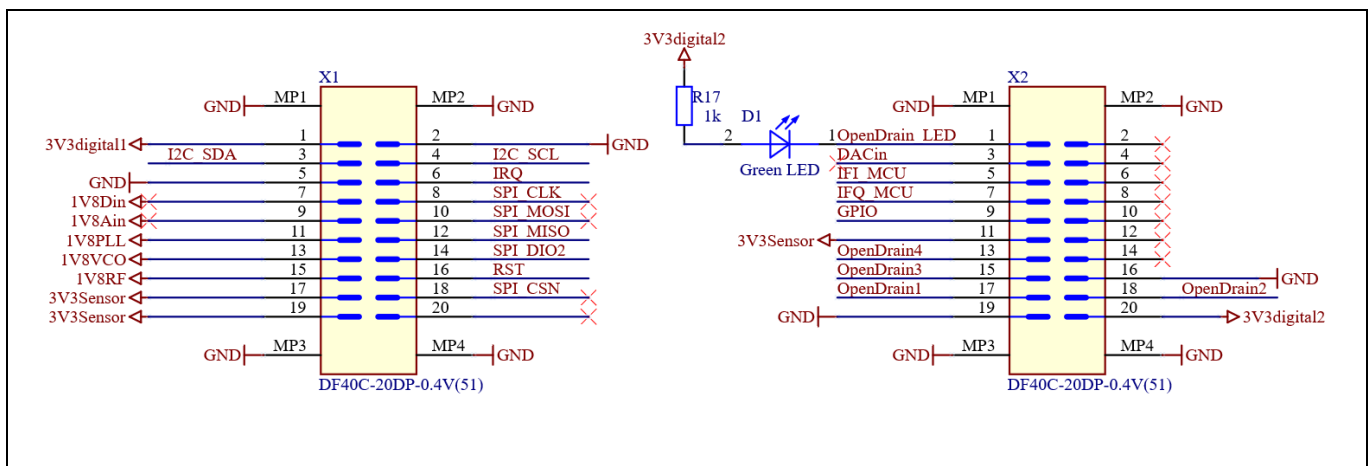 3V3digital2
X1
MP1 MP2
GND GND
3V3digital1 1 2 GND
I2C_SDA 3 4 I2C_SCL
GND 5 6 IRQ
1V8Din 7 8 SPI_CLK
1V8Ain 9 10 SPI_MOSI
1V8PLL 11 12 SPI_MISO
1V8VCO 13 14 SPI_DIO2
1V8RF 15 16 RST
3V3Sensor 17 18 SPI_CSN
3V3Sensor 19 20
MP3 MP4
GND GND
DF40C-20DP-0.4V(51)
R17
1k
D1
2 1
Green LED
X2
MP1 MP2
GND GND
OpenDrain_LED 1 2
DACin 3 4
IFI_MCU 5 6
IFQ_MCU 7 8
GPIO 9 10
3V3Sensor 11 12
OpenDrain4 13 14
OpenDrain3 15 16 GND
OpenDrain1 17 18 OpenDrain2
GND 19 20 3V3digital2
MP3 MP4
GND GND
DF40C-20DP-0.4V(51)